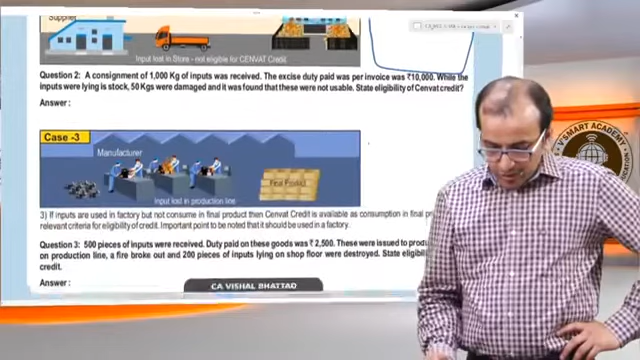 Supplier
Input lost in Store - not eligible for CENVAT Credit
Question 2: A consignment of 1,000 Kg of inputs was received. The excise duty paid was per invoice was ₹10,000. While the
inputs were lying is stock, 50 Kgs were damaged and it was found that these were not usable. State eligibility of Cenvat credit?
Answer:
Case -3
Manufacturer
Final Product
Input lost in production line
3) If inputs are used in factory but not consume in final product then Cenvat Credit is available as consumption in final
relevant criteria for eligibility of credit. Important point to be noted that it should be used in a factory.
Question 3: 500 pieces of inputs were received. Duty paid on these goods was ₹ 2,500. These were issued to
on production line, a fire broke out and 200 pieces of inputs lying on shop floor were destroyed. State
credit.
Answer:
CA VISHAL BHATTAD
V'SMART ACADEMY